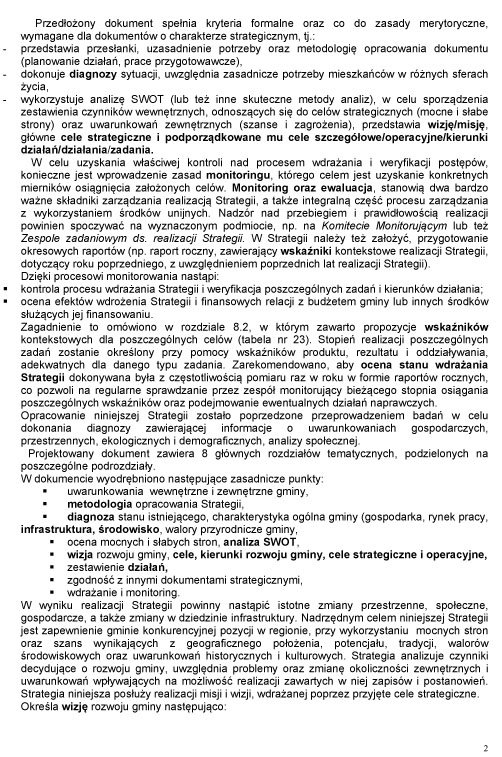 Przedłożony dokument spełnia kryteria formalne oraz co do zasady merytoryczne,
wymagane dla dokumentów o charakterze strategicznym, tj.:
- przedstawia przesłanki, uzasadnienie potrzeby oraz metodologię opracowania dokumentu
(planowanie działań, prace przygotowawcze),
- dokonuje diagnozy sytuacji, uwzględnia zasadnicze potrzeby mieszkańców w różnych sferach
życia,
- wykorzystuje analizę SWOT (lub też inne skuteczne metody analiz), w celu sporządzenia
zestawienia czynników wewnętrznych, odnoszących się do celów strategicznych (mocne i słabe
strony) oraz uwarunkowań zewnętrznych (szanse i zagrożenia), przedstawia wizję/misję,
główne cele strategiczne i podporządkowane mu cele szczegółowe/operacyjne/kierunki
działań/działania/zadania.
W celu uzyskania właściwej kontroli nad procesem wdrażania i weryfikacji postępów,
konieczne jest wprowadzenie zasad monitoringu, którego celem jest uzyskanie konkretnych
mierników osiągnięcia założonych celów. Monitoring oraz ewaluacja, stanowią dwa bardzo
ważne składniki zarządzania realizacją Strategii, a także integralną część procesu zarządzania
z wykorzystaniem środków unijnych. Nadzór nad przebiegiem i prawidłowością realizacji
powinien spoczywać na wyznaczonym podmiocie, np. na Komitecie Monitorującym lub też
Zespole zadaniowym ds. realizacji Strategii. W Strategii należy też założyć, przygotowanie
okresowych raportów (np. raport roczny, zawierający wskaźniki kontekstowe realizacji Strategii,
dotyczący roku poprzedniego, z uwzględnieniem poprzednich lat realizacji Strategii).
Dzięki procesowi monitorowania nastąpi:
▪ kontrola procesu wdrażania Strategii i weryfikacja poszczególnych zadań i kierunków działania;
▪ ocena efektów wdrożenia Strategii i finansowych relacji z budżetem gminy lub innych środków
służących jej finansowaniu.
Zagadnienie to omówiono w rozdziale 8.2, w którym zawarto propozycje wskaźników
kontekstowych dla poszczególnych celów (tabela nr 23). Stopień realizacji poszczególnych
zadań zostanie określony przy pomocy wskaźników produktu, rezultatu i oddziaływania,
adekwatnych dla danego typu zadania. Zarekomendowano, aby ocena stanu wdrażania
Strategii dokonywana była z częstotliwością pomiaru raz w roku w formie raportów rocznych,
co pozwoli na regularne sprawdzanie przez zespół monitorujący bieżącego stopnia osiągania
poszczególnych wskaźników oraz podejmowanie ewentualnych działań naprawczych.
Opracowanie niniejszej Strategii zostało poprzedzone przeprowadzeniem badań w celu
dokonania diagnozy zawierającej informacje o uwarunkowaniach gospodarczych,
przestrzennych, ekologicznych i demograficznych, analizy społecznej.
Projektowany dokument zawiera 8 głównych rozdziałów tematycznych, podzielonych na
poszczególne podrozdziały.
W dokumencie wyodrębniono następujące zasadnicze punkty:
▪ uwarunkowania wewnętrzne i zewnętrzne gminy,
▪ metodologia opracowania Strategii,
▪ diagnoza stanu istniejącego, charakterystyka ogólna gminy (gospodarka, rynek pracy,
infrastruktura, środowisko, walory przyrodnicze gminy,
▪ ocena mocnych i słabych stron, analiza SWOT,
▪ wizja rozwoju gminy, cele, kierunki rozwoju gminy, cele strategiczne i operacyjne,
▪ zestawienie działań,
▪ zgodność z innymi dokumentami strategicznymi,
▪ wdrażanie i monitoring.
W wyniku realizacji Strategii powinny nastąpić istotne zmiany przestrzenne, społeczne,
gospodarcze, a także zmiany w dziedzinie infrastruktury. Nadrzędnym celem niniejszej Strategii
jest zapewnienie gminie konkurencyjnej pozycji w regionie, przy wykorzystaniu mocnych stron
oraz szans wynikających z geograficznego położenia, potencjału, tradycji, walorów
środowiskowych oraz uwarunkowań historycznych i kulturowych. Strategia analizuje czynniki
decydujące o rozwoju gminy, uwzględnia problemy oraz zmianę okoliczności zewnętrznych i
uwarunkowań wpływających na możliwość realizacji zawartych w niej zapisów i postanowień.
Strategia niniejsza posłuży realizacji misji i wizji, wdrażanej poprzez przyjęte cele strategiczne.
Określa wizję rozwoju gminy następująco:
2